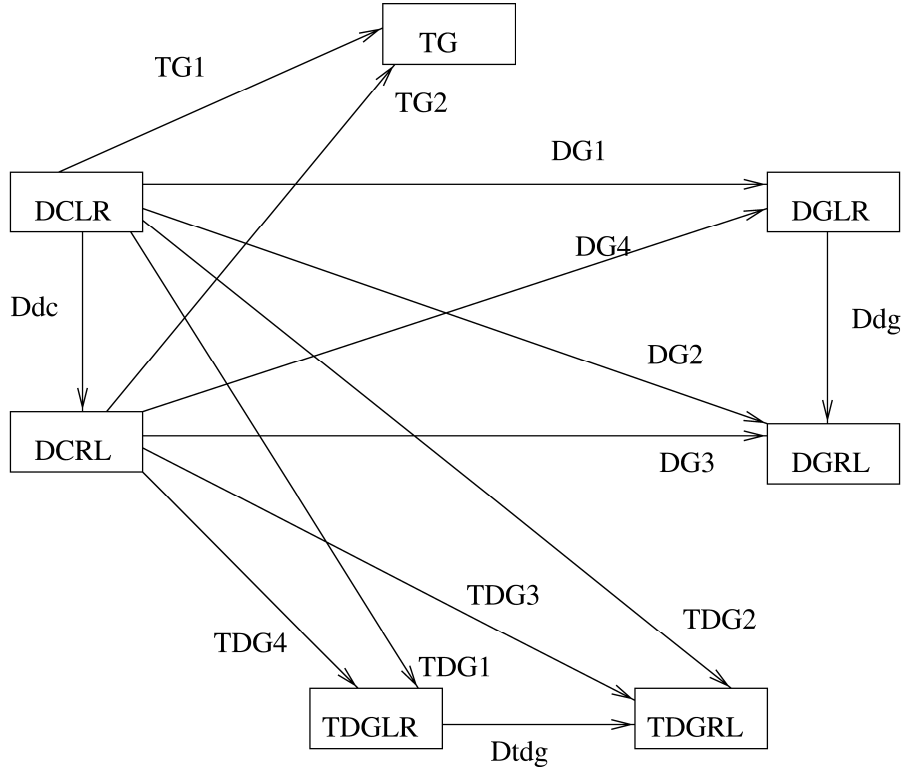 TG
TG1
TG2
DG1
DCLR
DGLR
DG4
Ddc
Ddg
DG2
DCRL
DG3
DGRL
TDG3
TDG2
TDG4
TDG1
TDGLR
TDGRL
Dtdg